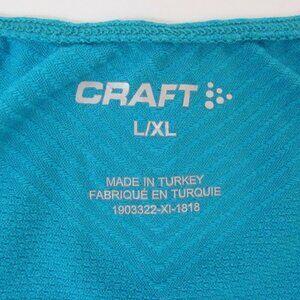 CRAFT
L/XL
MADE IN TURKEY
FABRIQUÉ EN TURQUIE
1903322-XI-1818